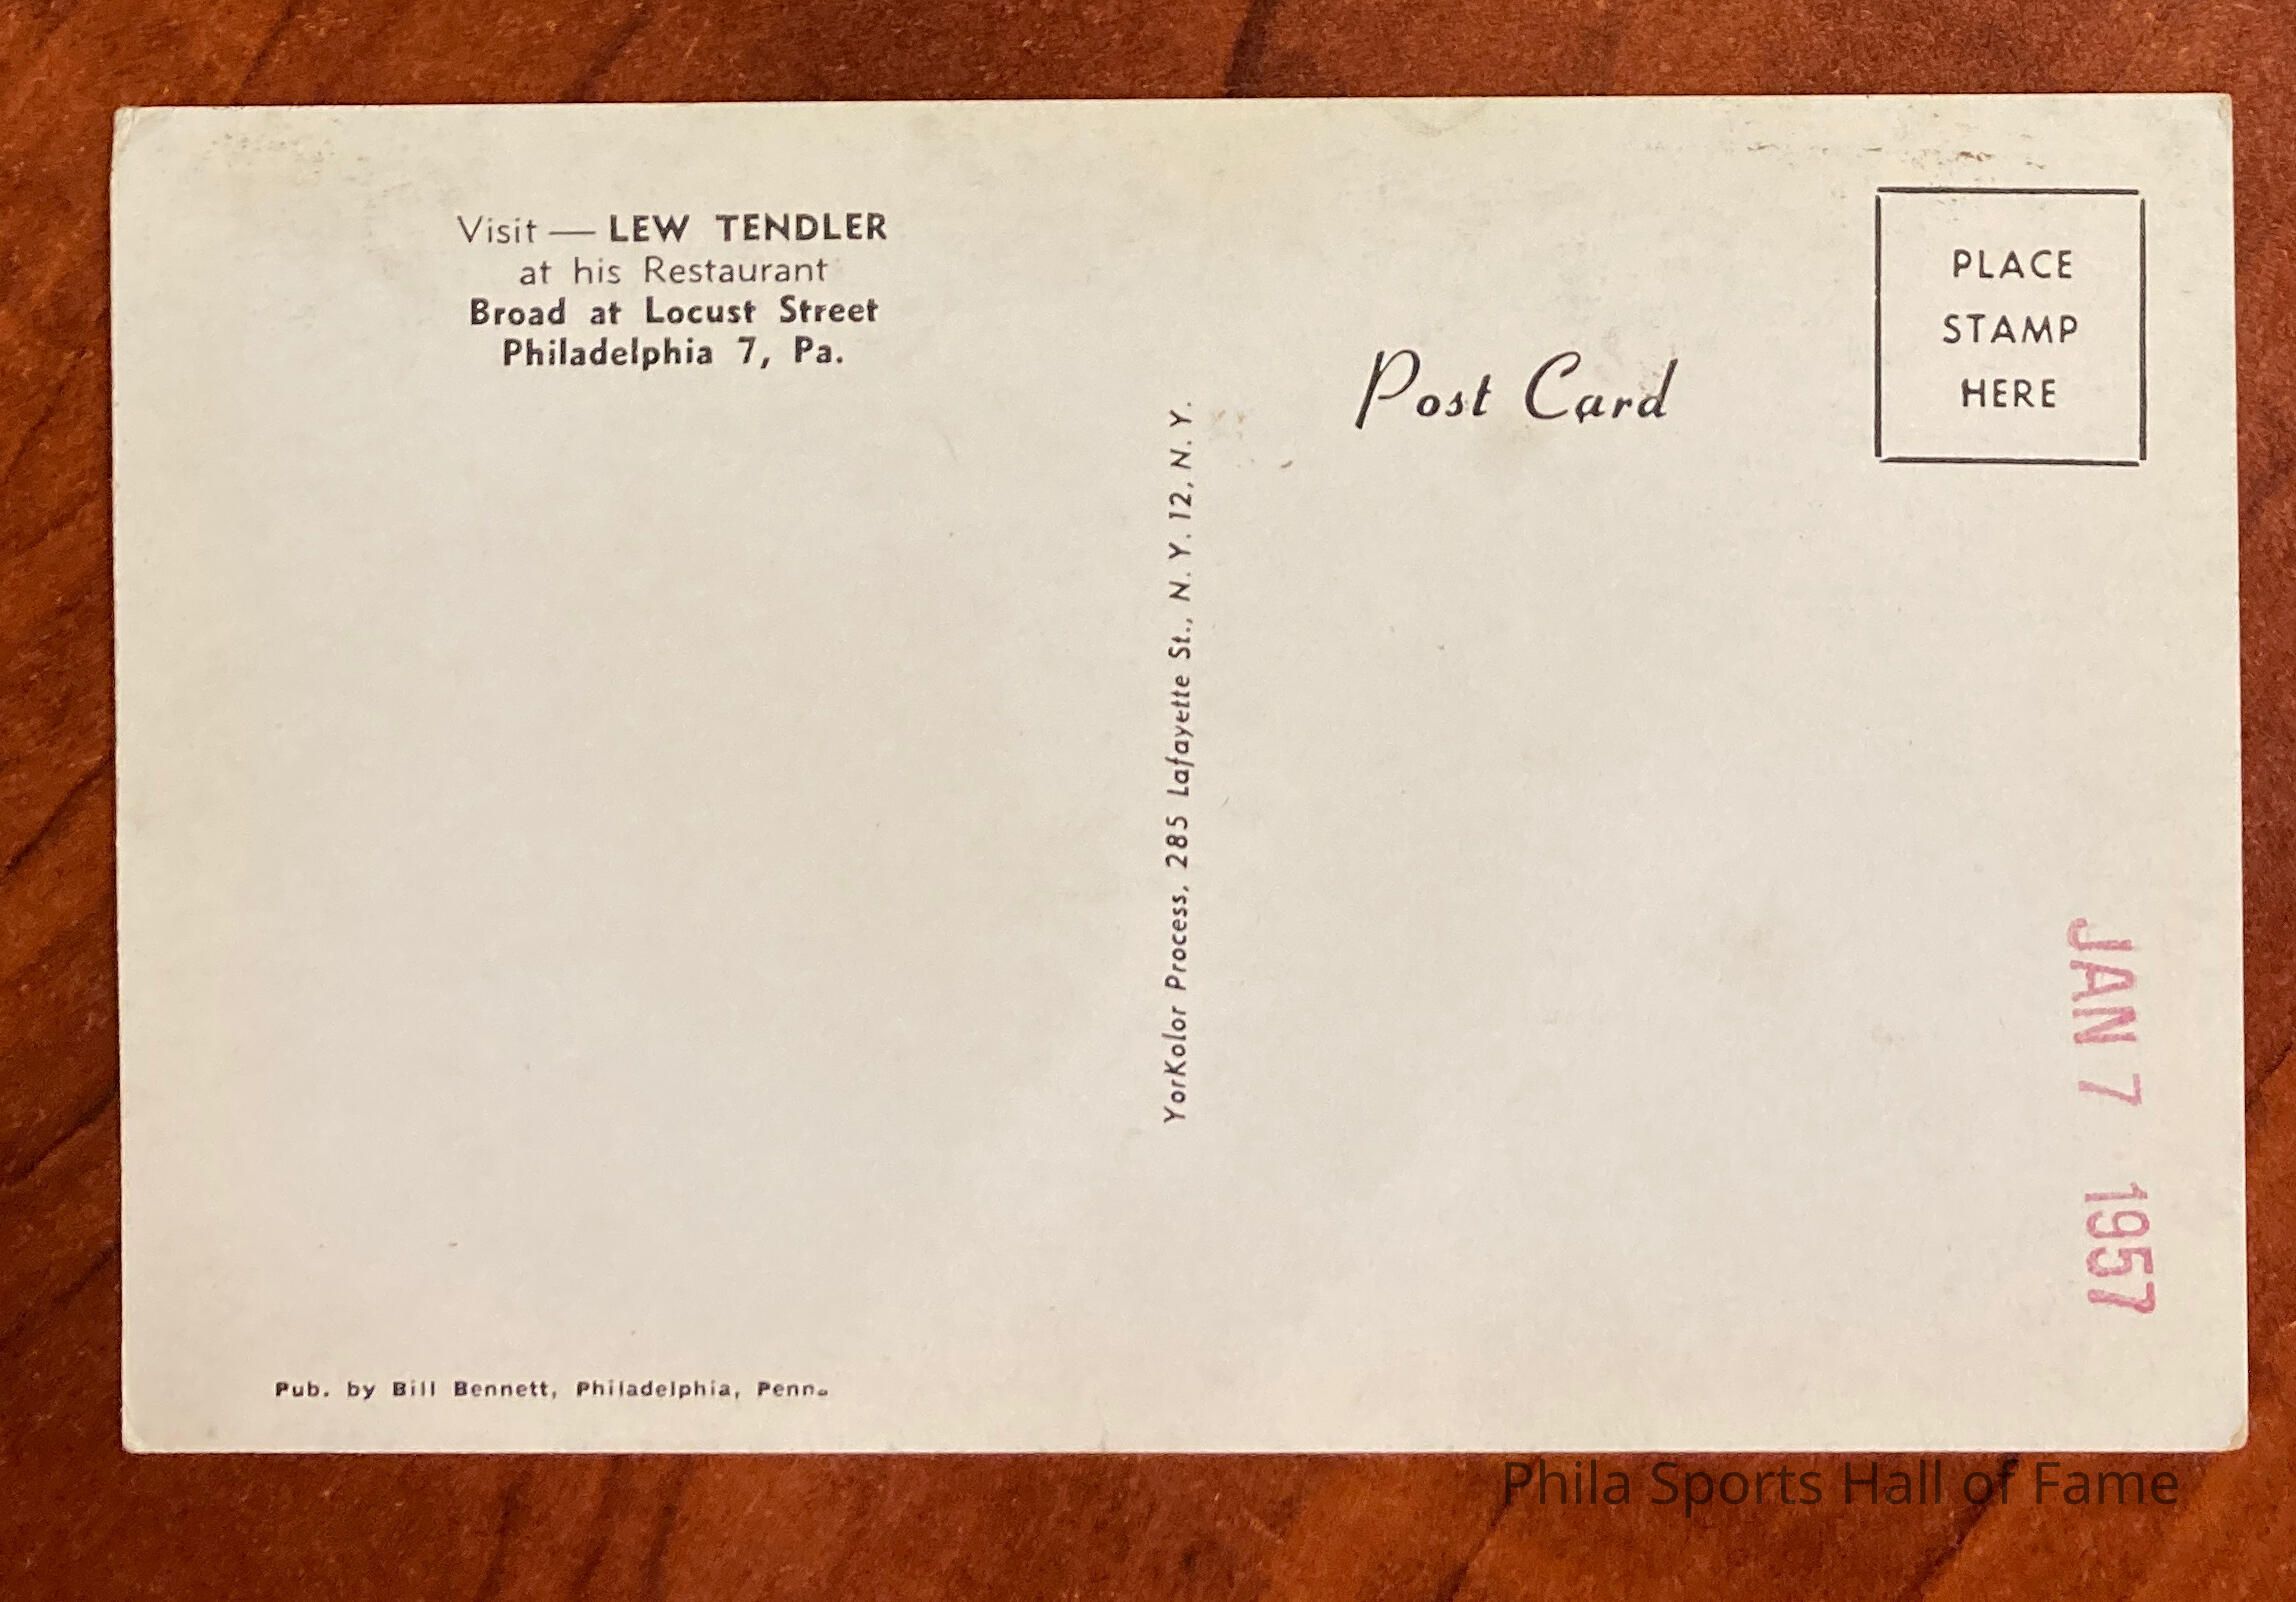 Visit — LEW TENDLER
at his Restaurant
Broad at Locust Street
Philadelphia 7, Pa.
Pub. by Bill Bennett, Philadelphia, Penn.
YorKolor Process, 285 Lafayette St., N. Y. 12, N. Y.
Post Card
PLACE
STAMP
HERE
JAN 7 1957
Phila Sports Hall of Fame